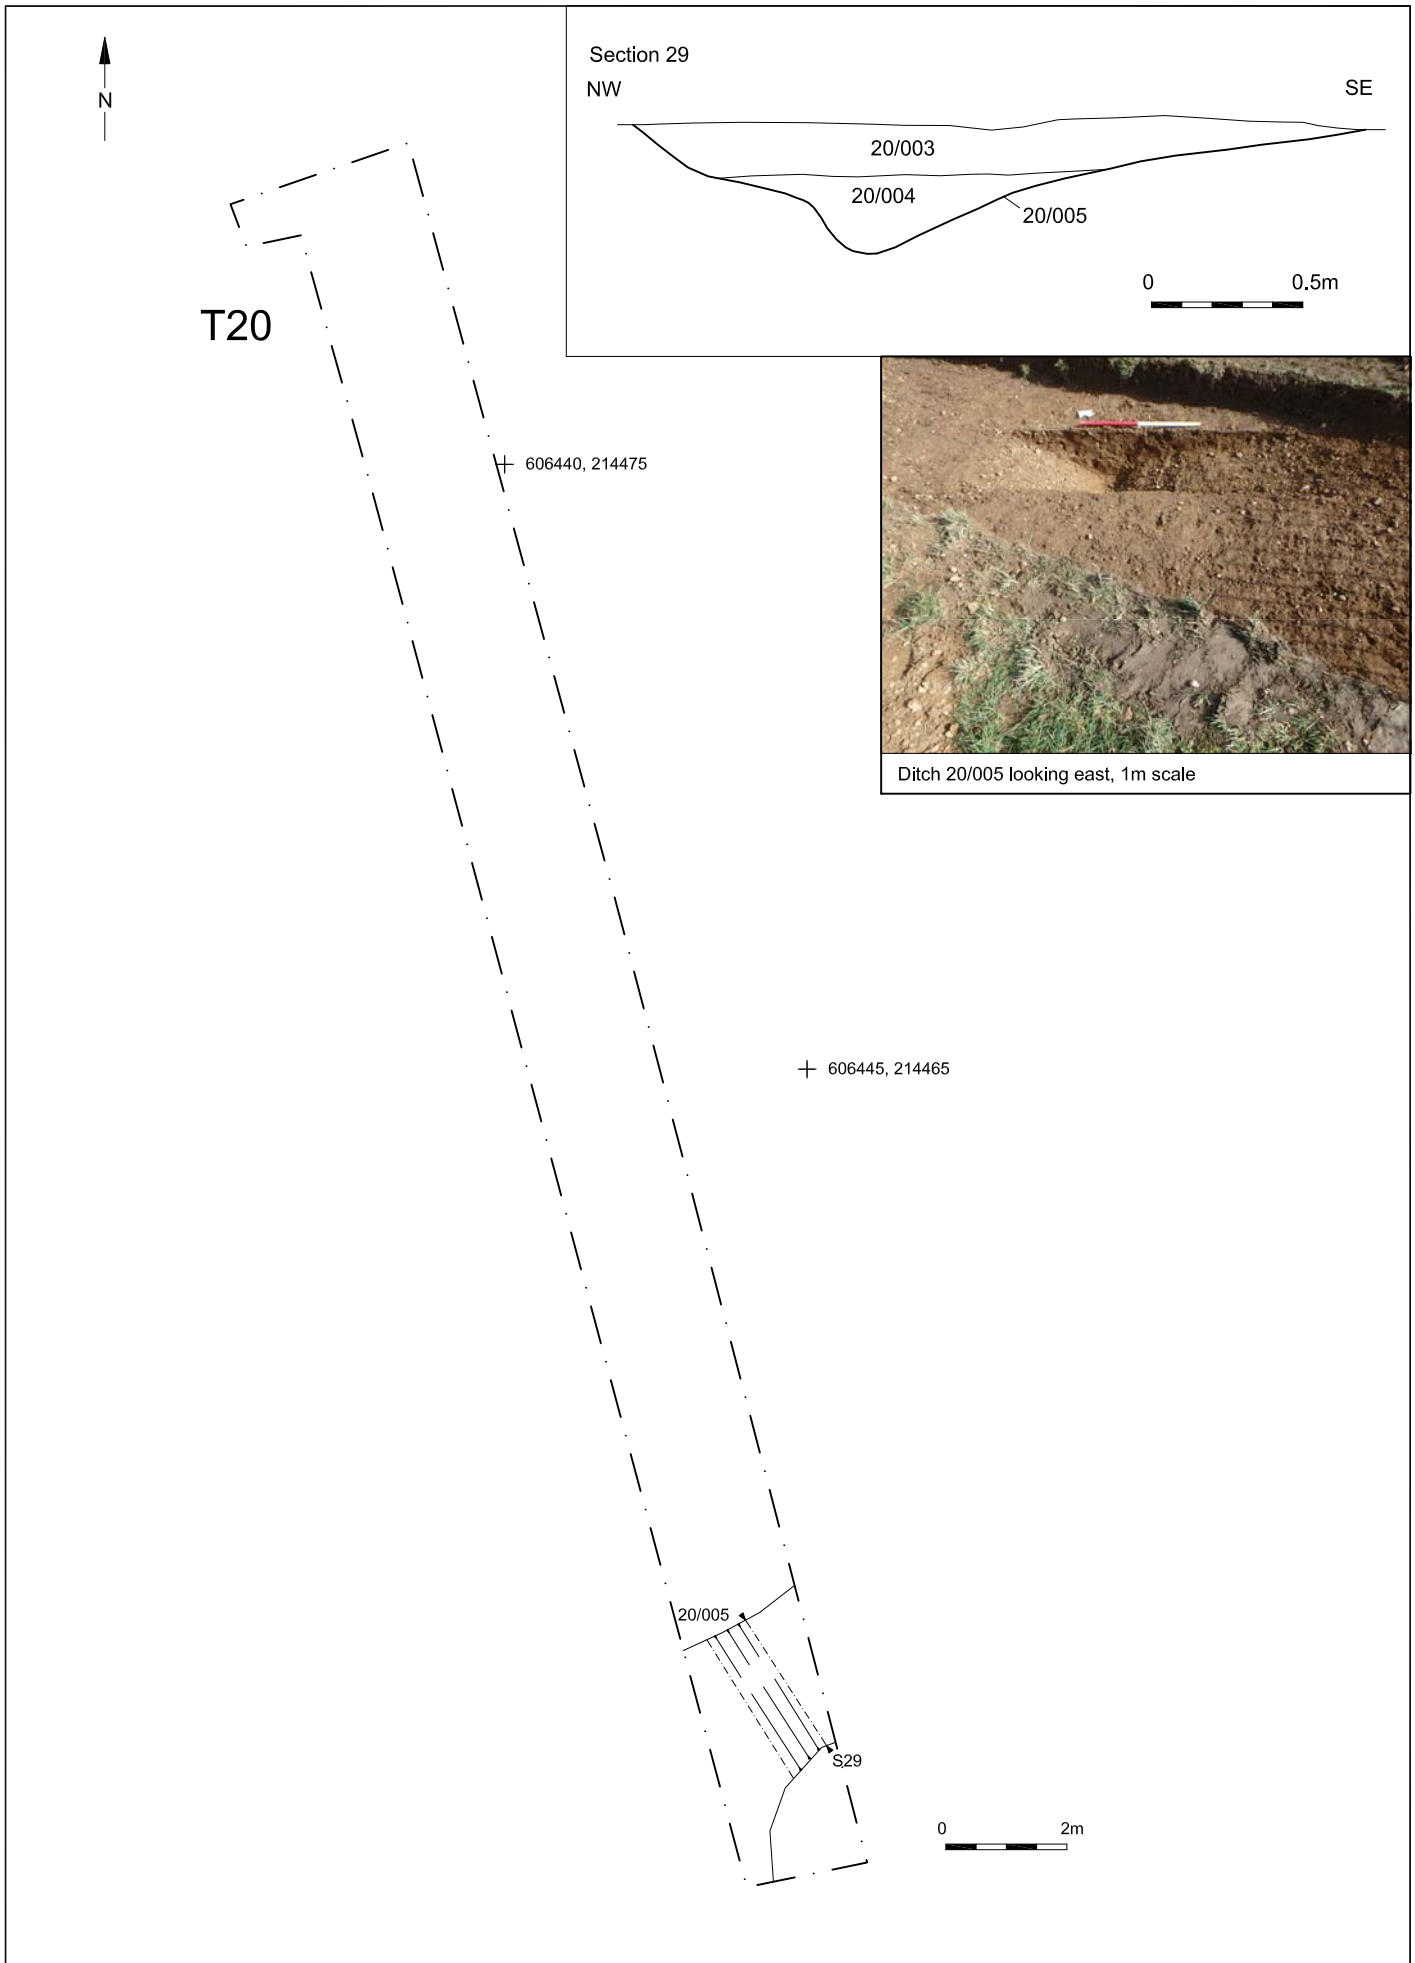 N
Section 29
NW SE
20/003
20/004
20/005
0 0.5m
T20
606440, 214475
Ditch 20/005 looking east, 1m scale
606445, 214465
20/005
S29
0 2m